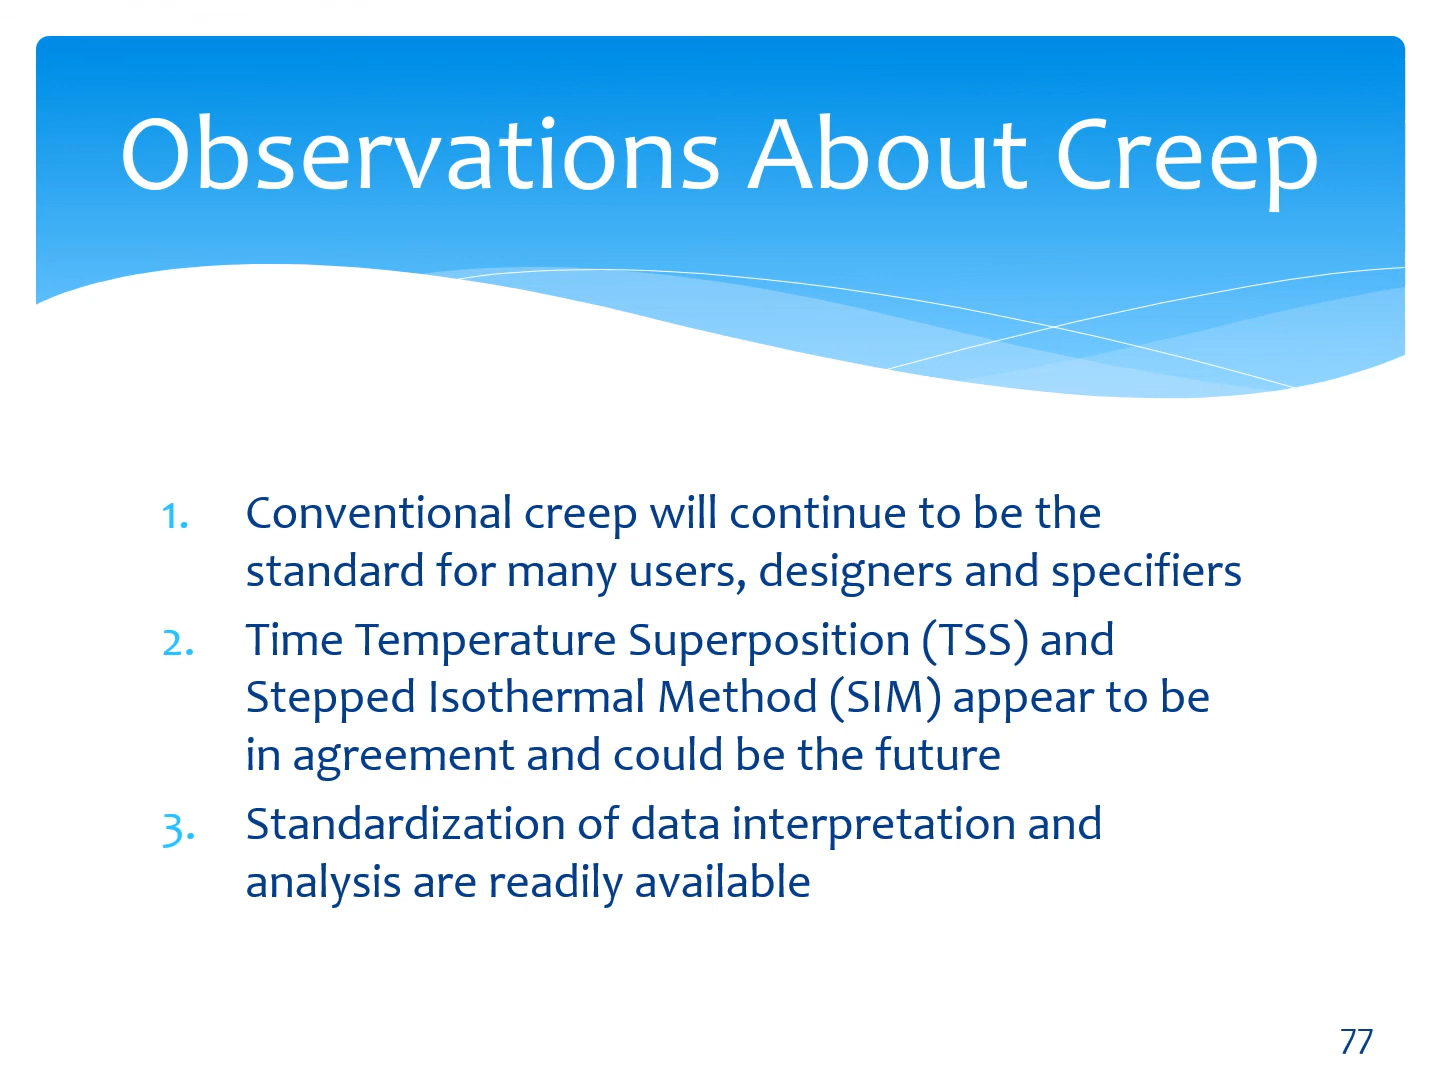 Observations About Creep
1. Conventional creep will continue to be the
standard for many users, designers and specifiers
2. Time Temperature Superposition (TSS) and
Stepped Isothermal Method (SIM) appear to be
in agreement and could be the future
3. Standardization of data interpretation and
analysis are readily available
77